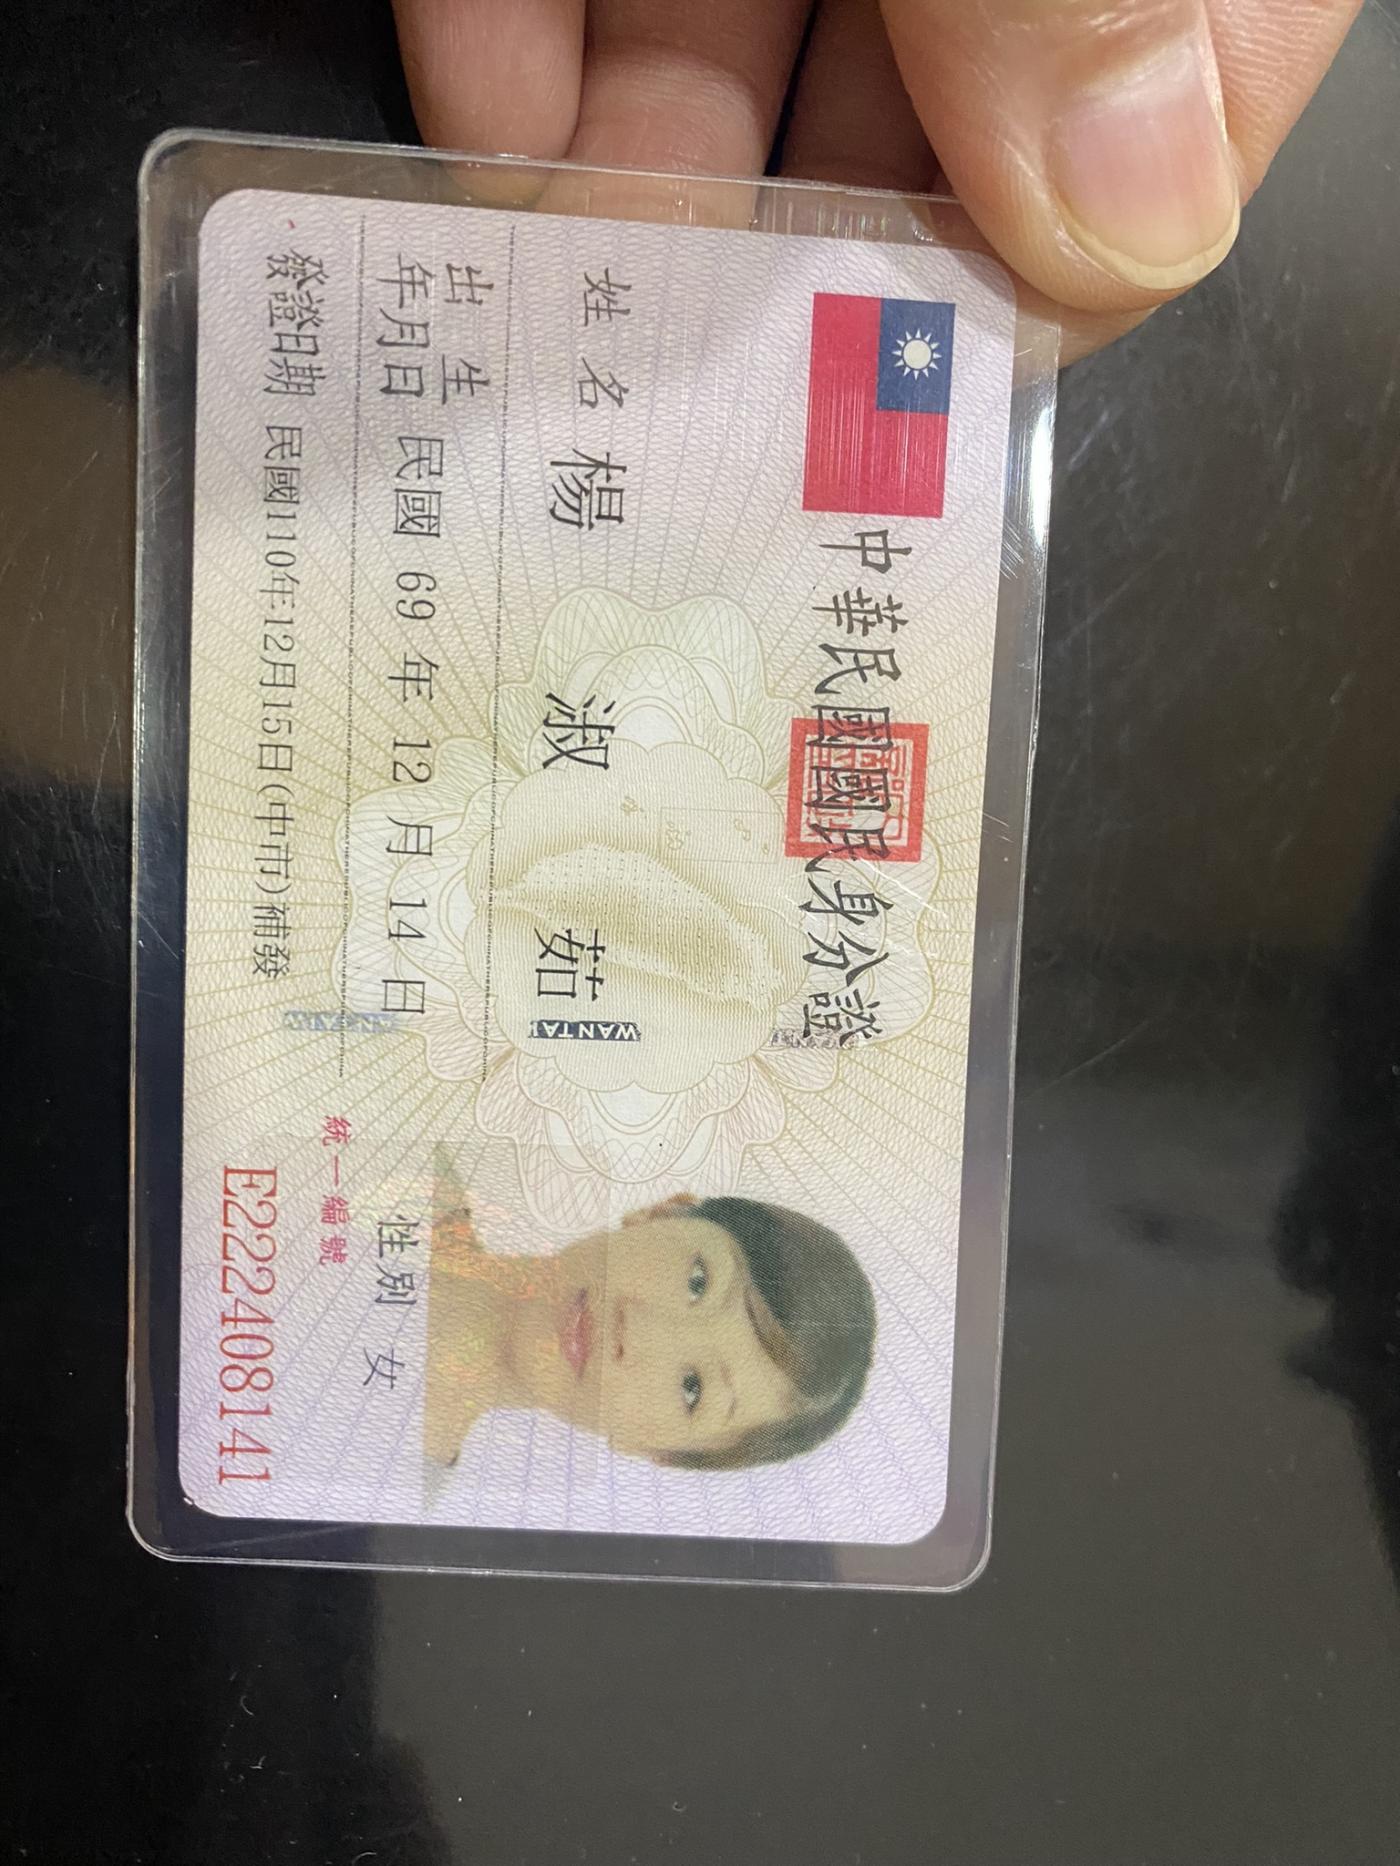 中華民國國民身分證
姓名 楊淑茹
WANTA
出生年月日 民國 69 年 12 月 14 日
性別 女
發證日期 民國110年12月15日(中市)補發
統一編號
E222408141